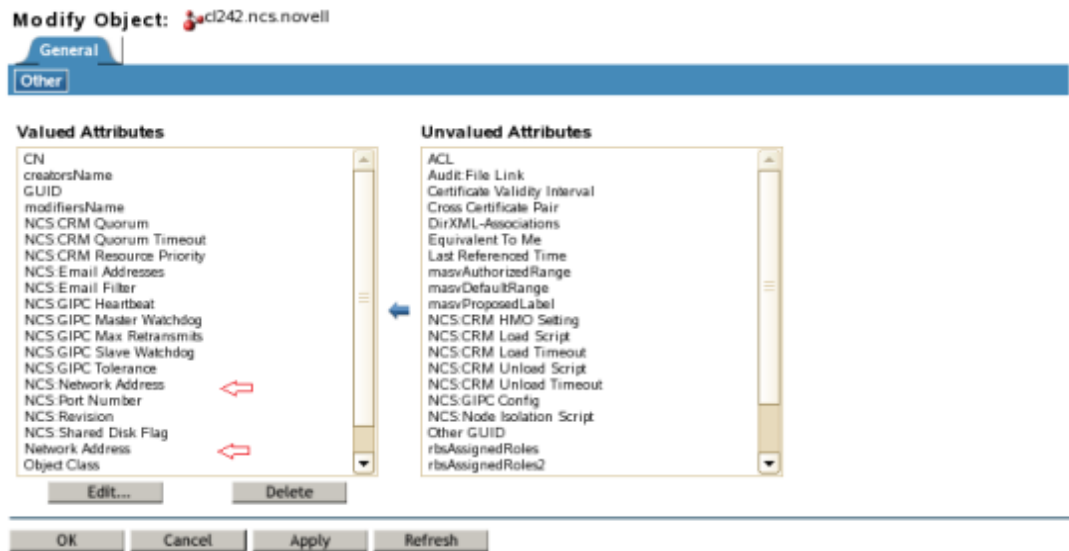 Modify Object: cl242.ncs.novell
General
Other
Valued Attributes
CN
creatorsName
GUID
modifiersName
NCS:CRM Quorum
NCS:CRM Quorum Timeout
NCS:CRM Resource Priority
NCS:Email Addresses
NCS:Email Filter
NCS:GIPC Heartbeat
NCS:GIPC Master Watchdog
NCS:GIPC Max Retransmits
NCS:GIPC Slave Watchdog
NCS:GIPC Tolerance
NCS:Network Address
NCS:Port Number
NCS:Revision
NCS:Shared Disk Flag
Network Address
Object Class
Edit...
Delete
Unvalued Attributes
ACL
Audit:File Link
Certificate Validity Interval
Cross Certificate Pair
DirXML-Associations
Equivalent To Me
Last Referenced Time
masvAuthorizedRange
masvDefaultRange
masvProposedLabel
NCS:CRM HMO Setting
NCS:CRM Load Script
NCS:CRM Load Timeout
NCS:CRM Unload Script
NCS:CRM Unload Timeout
NCS:GIPC Config
NCS:Node Isolation Script
Other GUID
rbsAssignedRoles
rbsAssignedRoles2
OK
Cancel
Apply
Refresh